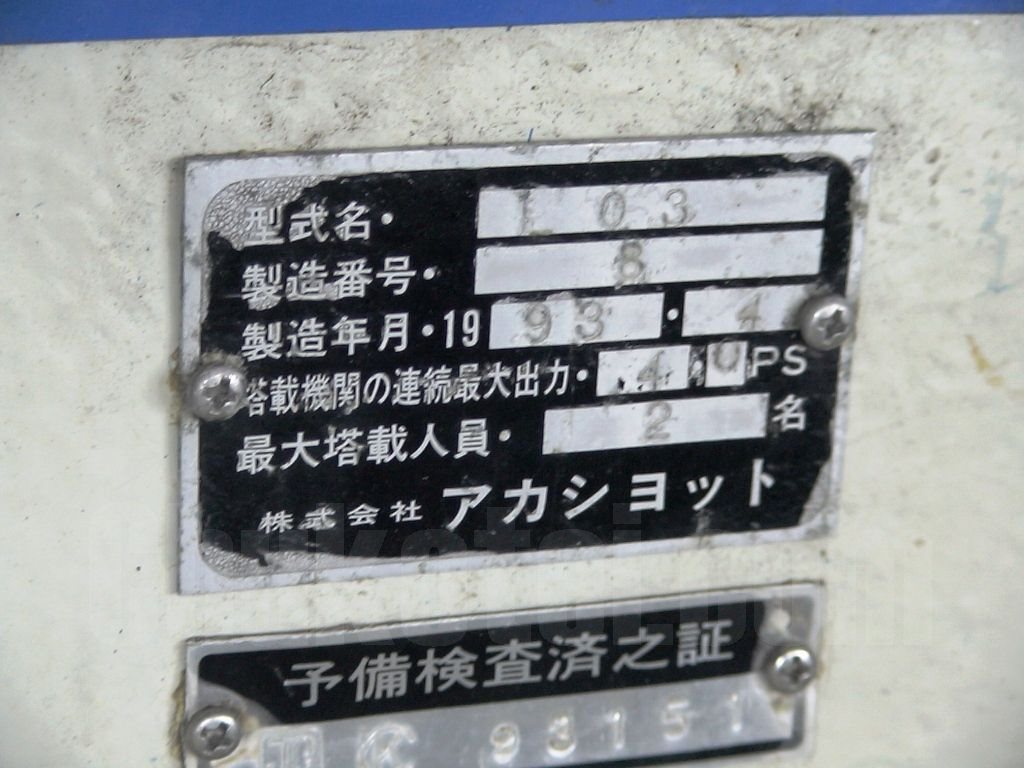 型式名・ L03
製造番号・ 8
製造年月・1993・4
搭載機関の連続最大出力・ 4.0PS
最大塔載人員・ 2名
株式会社 アカシヨット
予備検査済之証
93151